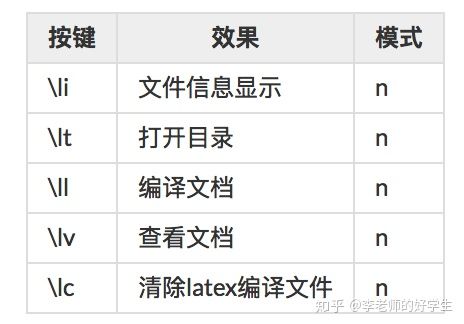 按键 效果 模式
\li 文件信息显示 n
\lt 打开目录 n
\ll 编译文档 n
\lv 查看文档 n
\lc 清除latex编译文件 n
知乎 @李老师的好学生